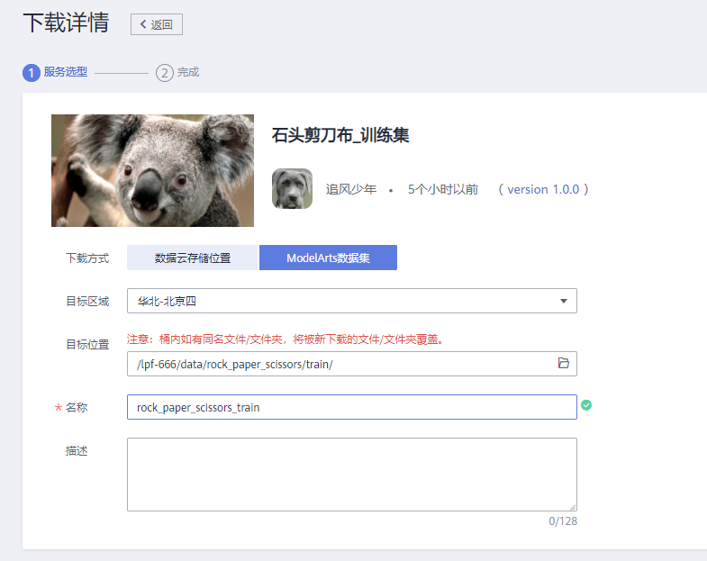 下载详情 返回
1 服务选型 2 完成
石头剪刀布_训练集
追风少年 • 5个小时以前 （ version 1.0.0 ）
下载方式 数据云存储位置 ModelArts数据集
目标区域 华北-北京四
目标位置 注意：桶内如有同名文件/文件夹，将被新下载的文件/文件夹覆盖。
/lpf-666/data/rock_paper_scissors/train/
* 名称 rock_paper_scissors_train
描述
0/128